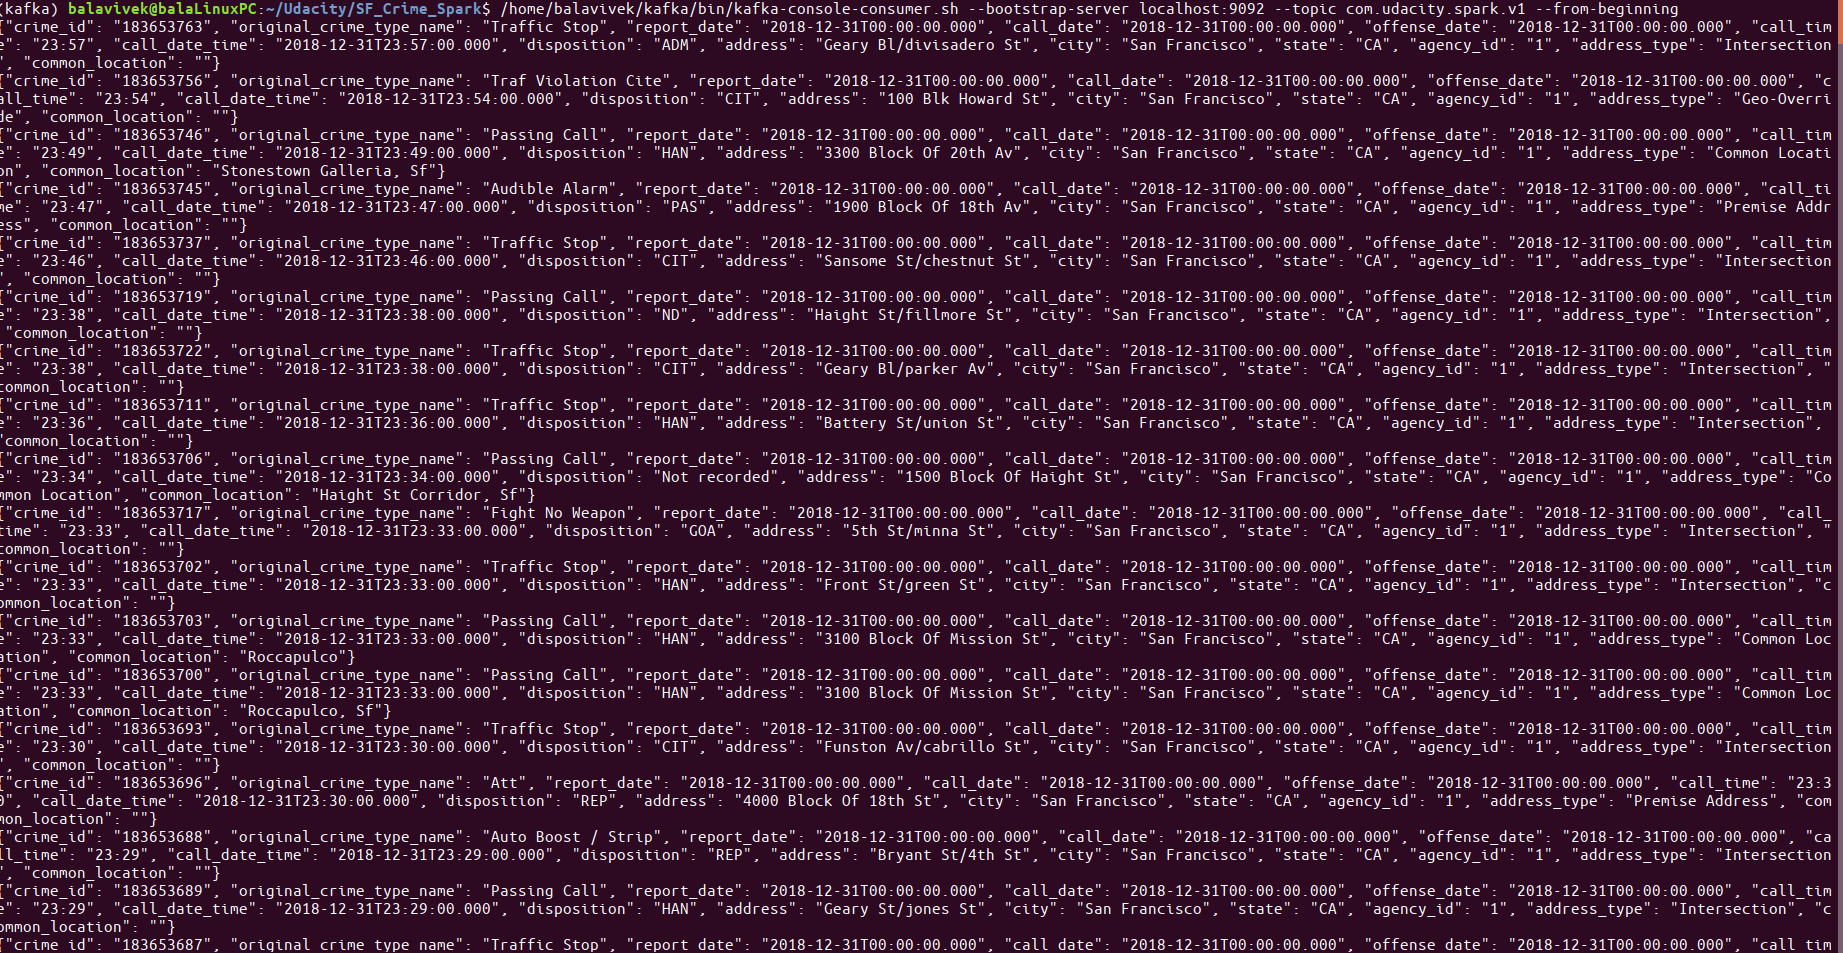 (kafka) balavivek@balaLinuxPC:~/Udacity/SF_Crime_Spark$ /home/balavivek/kafka/bin/kafka-console-consumer.sh --bootstrap-server localhost:9092 --topic com.udacity.spark.v1 --from-beginning
{"crime_id": "183653763", "original_crime_type_name": "Traffic Stop", "report_date": "2018-12-31T00:00:00.000", "call_date": "2018-12-31T00:00:00.000", "offense_date": "2018-12-31T00:00:00.000", "call_tim
e": "23:57", "call_date_time": "2018-12-31T23:57:00.000", "disposition": "ADM", "address": "Geary Bl/divisadero St", "city": "San Francisco", "state": "CA", "agency_id": "1", "address_type": "Intersection
", "common_location": ""}
{"crime_id": "183653756", "original_crime_type_name": "Traf Violation Cite", "report_date": "2018-12-31T00:00:00.000", "call_date": "2018-12-31T00:00:00.000", "offense_date": "2018-12-31T00:00:00.000", "c
all_time": "23:54", "call_date_time": "2018-12-31T23:54:00.000", "disposition": "CIT", "address": "100 Blk Howard St", "city": "San Francisco", "state": "CA", "agency_id": "1", "address_type": "Geo-Overri
de", "common_location": ""}
{"crime_id": "183653746", "original_crime_type_name": "Passing Call", "report_date": "2018-12-31T00:00:00.000", "call_date": "2018-12-31T00:00:00.000", "offense_date": "2018-12-31T00:00:00.000", "call_tim
e": "23:49", "call_date_time": "2018-12-31T23:49:00.000", "disposition": "HAN", "address": "3300 Block Of 20th Av", "city": "San Francisco", "state": "CA", "agency_id": "1", "address_type": "Common Locati
on", "common_location": "Stonestown Galleria, Sf"}
{"crime_id": "183653745", "original_crime_type_name": "Audible Alarm", "report_date": "2018-12-31T00:00:00.000", "call_date": "2018-12-31T00:00:00.000", "offense_date": "2018-12-31T00:00:00.000", "call_ti
me": "23:47", "call_date_time": "2018-12-31T23:47:00.000", "disposition": "PAS", "address": "1900 Block Of 18th Av", "city": "San Francisco", "state": "CA", "agency_id": "1", "address_type": "Premise Addr
ess", "common_location": ""}
{"crime_id": "183653737", "original_crime_type_name": "Traffic Stop", "report_date": "2018-12-31T00:00:00.000", "call_date": "2018-12-31T00:00:00.000", "offense_date": "2018-12-31T00:00:00.000", "call_tim
e": "23:46", "call_date_time": "2018-12-31T23:46:00.000", "disposition": "CIT", "address": "Sansome St/chestnut St", "city": "San Francisco", "state": "CA", "agency_id": "1", "address_type": "Intersection
", "common_location": ""}
{"crime_id": "183653719", "original_crime_type_name": "Passing Call", "report_date": "2018-12-31T00:00:00.000", "call_date": "2018-12-31T00:00:00.000", "offense_date": "2018-12-31T00:00:00.000", "call_tim
e": "23:38", "call_date_time": "2018-12-31T23:38:00.000", "disposition": "ND", "address": "Haight St/fillmore St", "city": "San Francisco", "state": "CA", "agency_id": "1", "address_type": "Intersection",
 "common_location": ""}
{"crime_id": "183653722", "original_crime_type_name": "Traffic Stop", "report_date": "2018-12-31T00:00:00.000", "call_date": "2018-12-31T00:00:00.000", "offense_date": "2018-12-31T00:00:00.000", "call_tim
e": "23:38", "call_date_time": "2018-12-31T23:38:00.000", "disposition": "CIT", "address": "Geary Bl/parker Av", "city": "San Francisco", "state": "CA", "agency_id": "1", "address_type": "Intersection", "
common_location": ""}
{"crime_id": "183653711", "original_crime_type_name": "Traffic Stop", "report_date": "2018-12-31T00:00:00.000", "call_date": "2018-12-31T00:00:00.000", "offense_date": "2018-12-31T00:00:00.000", "call_tim
e": "23:36", "call_date_time": "2018-12-31T23:36:00.000", "disposition": "HAN", "address": "Battery St/union St", "city": "San Francisco", "state": "CA", "agency_id": "1", "address_type": "Intersection", 
"common_location": ""}
{"crime_id": "183653706", "original_crime_type_name": "Passing Call", "report_date": "2018-12-31T00:00:00.000", "call_date": "2018-12-31T00:00:00.000", "offense_date": "2018-12-31T00:00:00.000", "call_tim
e": "23:34", "call_date_time": "2018-12-31T23:34:00.000", "disposition": "Not recorded", "address": "1500 Block Of Haight St", "city": "San Francisco", "state": "CA", "agency_id": "1", "address_type": "Co
mmon Location", "common_location": "Haight St Corridor, Sf"}
{"crime_id": "183653717", "original_crime_type_name": "Fight No Weapon", "report_date": "2018-12-31T00:00:00.000", "call_date": "2018-12-31T00:00:00.000", "offense_date": "2018-12-31T00:00:00.000", "call_
time": "23:33", "call_date_time": "2018-12-31T23:33:00.000", "disposition": "GOA", "address": "5th St/minna St", "city": "San Francisco", "state": "CA", "agency_id": "1", "address_type": "Intersection", "
common_location": ""}
{"crime_id": "183653702", "original_crime_type_name": "Traffic Stop", "report_date": "2018-12-31T00:00:00.000", "call_date": "2018-12-31T00:00:00.000", "offense_date": "2018-12-31T00:00:00.000", "call_tim
e": "23:33", "call_date_time": "2018-12-31T23:33:00.000", "disposition": "HAN", "address": "Front St/green St", "city": "San Francisco", "state": "CA", "agency_id": "1", "address_type": "Intersection", "c
ommon_location": ""}
{"crime_id": "183653703", "original_crime_type_name": "Passing Call", "report_date": "2018-12-31T00:00:00.000", "call_date": "2018-12-31T00:00:00.000", "offense_date": "2018-12-31T00:00:00.000", "call_tim
e": "23:33", "call_date_time": "2018-12-31T23:33:00.000", "disposition": "HAN", "address": "3100 Block Of Mission St", "city": "San Francisco", "state": "CA", "agency_id": "1", "address_type": "Common Loc
ation", "common_location": "Roccapulco"}
{"crime_id": "183653700", "original_crime_type_name": "Passing Call", "report_date": "2018-12-31T00:00:00.000", "call_date": "2018-12-31T00:00:00.000", "offense_date": "2018-12-31T00:00:00.000", "call_tim
e": "23:33", "call_date_time": "2018-12-31T23:33:00.000", "disposition": "HAN", "address": "3100 Block Of Mission St", "city": "San Francisco", "state": "CA", "agency_id": "1", "address_type": "Common Loc
ation", "common_location": "Roccapulco, Sf"}
{"crime_id": "183653693", "original_crime_type_name": "Traffic Stop", "report_date": "2018-12-31T00:00:00.000", "call_date": "2018-12-31T00:00:00.000", "offense_date": "2018-12-31T00:00:00.000", "call_tim
e": "23:30", "call_date_time": "2018-12-31T23:30:00.000", "disposition": "CIT", "address": "Funston Av/cabrillo St", "city": "San Francisco", "state": "CA", "agency_id": "1", "address_type": "Intersection
", "common_location": ""}
{"crime_id": "183653696", "original_crime_type_name": "Att", "report_date": "2018-12-31T00:00:00.000", "call_date": "2018-12-31T00:00:00.000", "offense_date": "2018-12-31T00:00:00.000", "call_time": "23:3
0", "call_date_time": "2018-12-31T23:30:00.000", "disposition": "REP", "address": "4000 Block Of 18th St", "city": "San Francisco", "state": "CA", "agency_id": "1", "address_type": "Premise Address", "com
mon_location": ""}
{"crime_id": "183653688", "original_crime_type_name": "Auto Boost / Strip", "report_date": "2018-12-31T00:00:00.000", "call_date": "2018-12-31T00:00:00.000", "offense_date": "2018-12-31T00:00:00.000", "ca
ll_time": "23:29", "call_date_time": "2018-12-31T23:29:00.000", "disposition": "REP", "address": "Bryant St/4th St", "city": "San Francisco", "state": "CA", "agency_id": "1", "address_type": "Intersection
", "common_location": ""}
{"crime_id": "183653689", "original_crime_type_name": "Passing Call", "report_date": "2018-12-31T00:00:00.000", "call_date": "2018-12-31T00:00:00.000", "offense_date": "2018-12-31T00:00:00.000", "call_tim
e": "23:29", "call_date_time": "2018-12-31T23:29:00.000", "disposition": "HAN", "address": "Geary St/jones St", "city": "San Francisco", "state": "CA", "agency_id": "1", "address_type": "Intersection", "c
ommon_location": ""}
{"crime_id": "183653687", "original_crime_type_name": "Traffic Stop", "report_date": "2018-12-31T00:00:00.000", "call_date": "2018-12-31T00:00:00.000", "offense_date": "2018-12-31T00:00:00.000", "call_tim